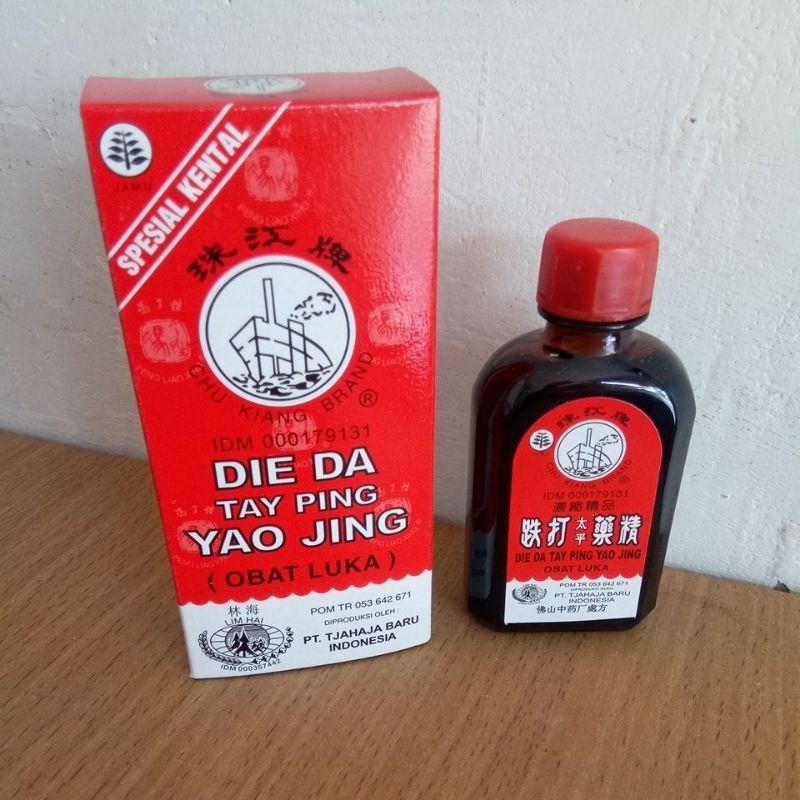 JAMU
SPESIAL KENTAL
珠江牌
CHU KIANG BRAND ®
IDM 000179131
DIE DA
TAY PING
YAO JING
( OBAT LUKA )
林海
LIM HAI
IDM 000357442
POM TR 053 642 671
DIPRODUKSI OLEH :
PT. TJAHAJA BARU
INDONESIA
珠江牌
CHU KIANG BRAND ®
IDM 000179131
濃縮精品
跌打太平藥精
DIE DA TAY PING YAO JING
OBAT LUKA
POM TR 053 642 671
DIPRODUKSI OLEH :
PT. TJAHAJA BARU
INDONESIA
佛山中药厂處方